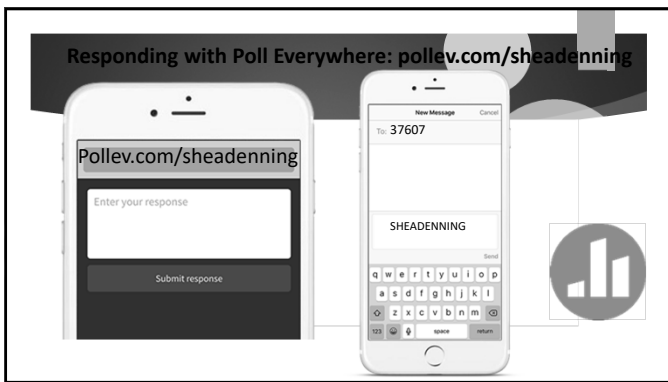 Responding with Poll Everywhere: pollev.com/sheadenning
Pollev.com/sheadenning
Enter your response
Submit response
New Message Cancel
To: 37607
SHEADENNING
Send
q w e r t y u i o p
a s d f g h j k l
z x c v b n m
123 space return